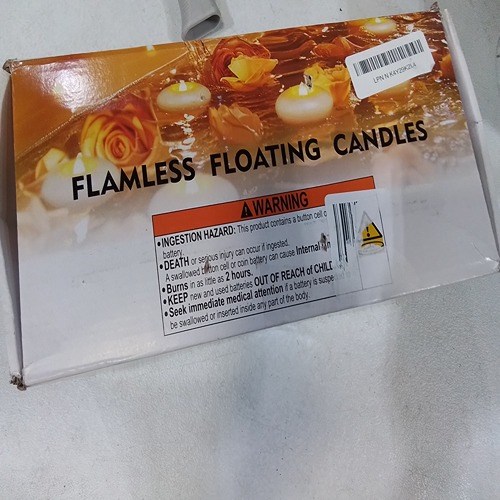 FLAMLESS FLOATING CANDLES
WARNING
•INGESTION HAZARD: This product contains a button cell
battery.
•DEATH or serious injury can occur if ingested.
A swallowed button cell or coin battery can cause Internal
•Burns in as little as 2 hours.
•KEEP new and used batteries OUT OF REACH of CHILD
•Seek immediate medical attention if a battery is suspe
be swallowed or inserted inside any part of the body.